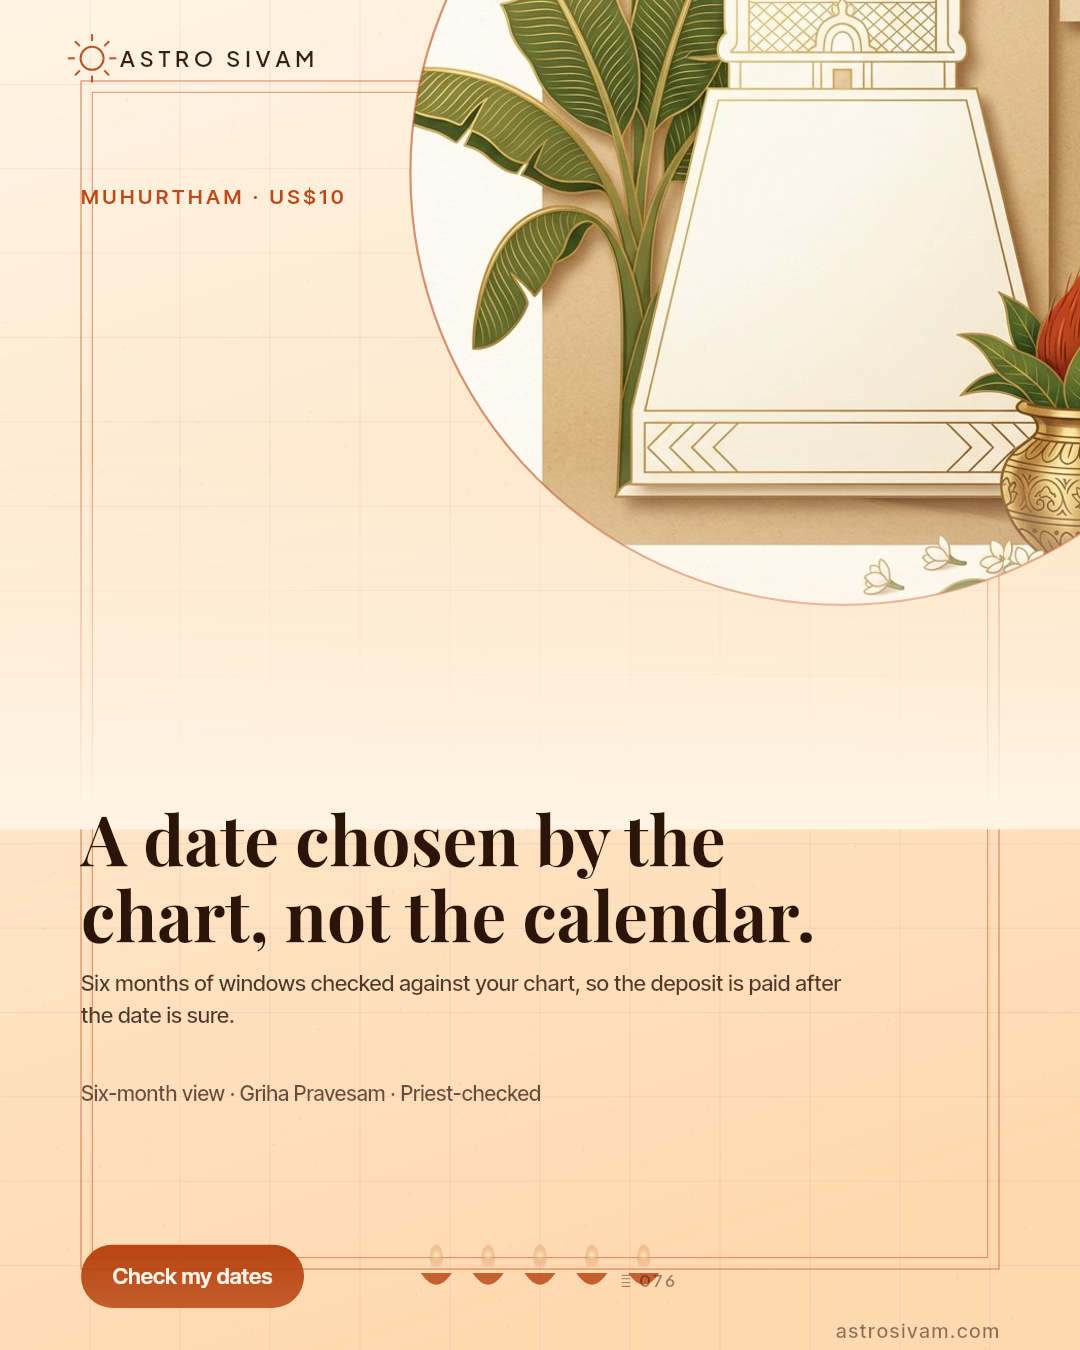 ASTRO SIVAM
MUHURTHAM · US$10
A date chosen by the
chart, not the calendar.
Six months of windows checked against your chart, so the deposit is paid after
the date is sure.
Six-month view · Griha Pravesam · Priest-checked
Check my dates
076
astrosivam.com